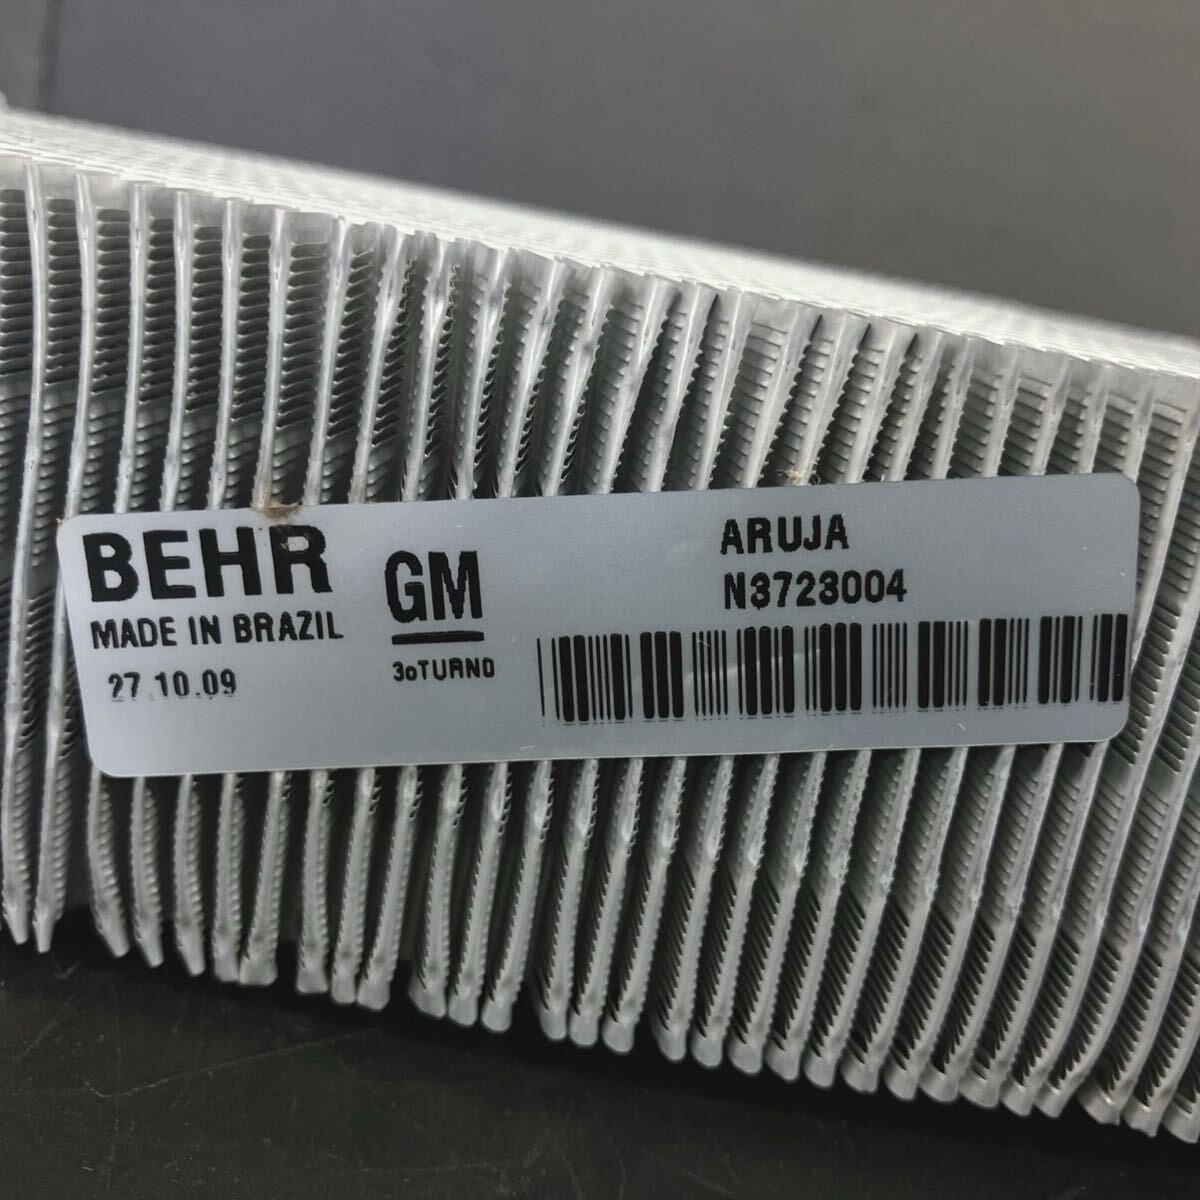 BEHR
MADE IN BRAZIL
27.10.09
GM
3oTURNO
ARUJA
N3723004